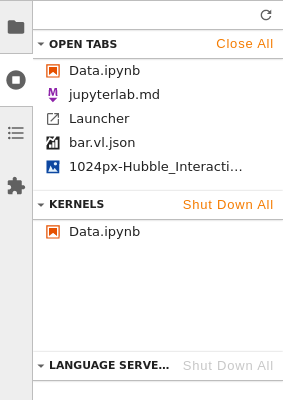 OPEN TABS Close All
Data.ipynb
jupyterlab.md
Launcher
bar.vl.json
1024px-Hubble_Interacti…
KERNELS Shut Down All
Data.ipynb
LANGUAGE SERVE… Shut Down All